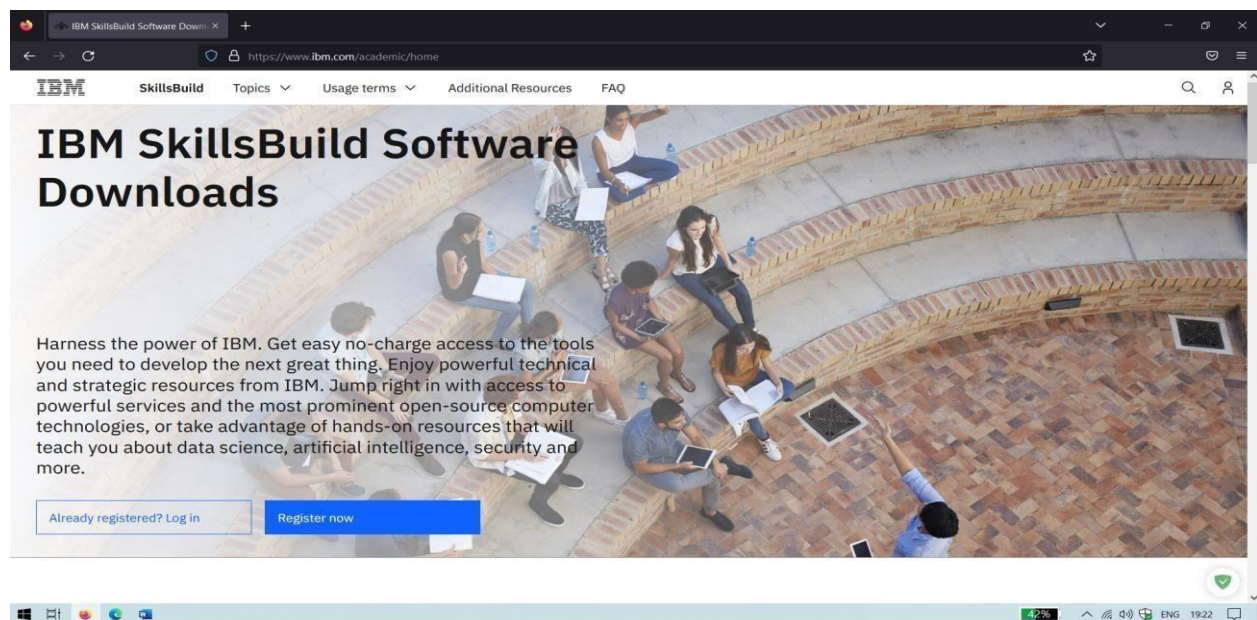 IBM SkillsBuild Software Down
https://www.ibm.com/academic/home
IBM SkillsBuild Topics Usage terms Additional Resources FAQ
IBM SkillsBuild Software
Downloads
Harness the power of IBM. Get easy no-charge access to the tools
you need to develop the next great thing. Enjoy powerful technical
and strategic resources from IBM. Jump right in with access to
powerful services and the most prominent open-source computer
technologies, or take advantage of hands-on resources that will
teach you about data science, artificial intelligence, security and
more.
Already registered? Log in Register now
42% ENG 19:22